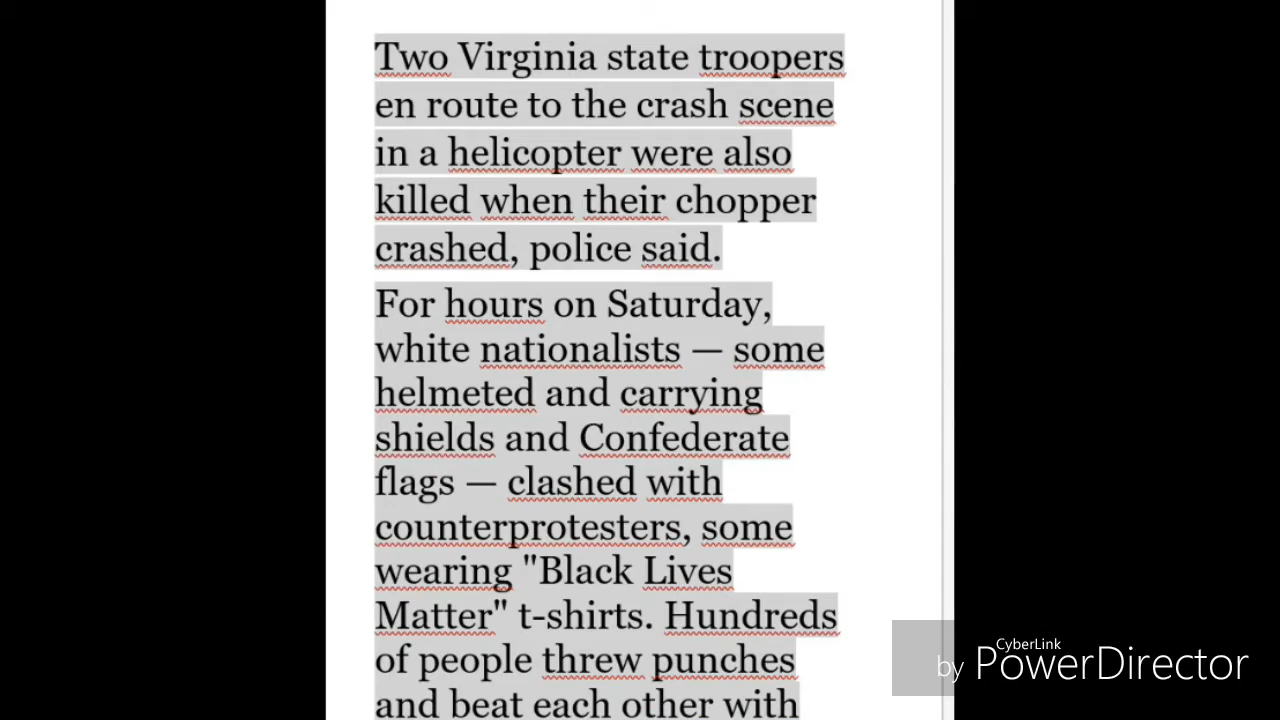 Two Virginia state troopers
en route to the crash scene
in a helicopter were also
killed when their chopper
crashed, police said.
For hours on Saturday,
white nationalists — some
helmeted and carrying
shields and Confederate
flags — clashed with
counterprotesters, some
wearing "Black Lives
Matter" t-shirts. Hundreds
of people threw punches
and beat each other with
CyberLink
by PowerDirector